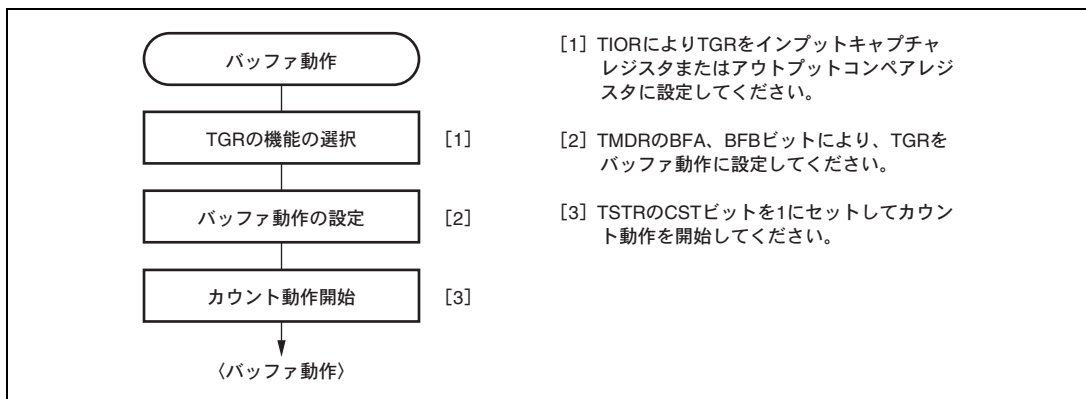 バッファ動作
TGRの機能の選択
[1]
バッファ動作の設定
[2]
カウント動作開始
[3]
〈バッファ動作〉
[1] TIORによりTGRをインプットキャプチャ
レジスタまたはアウトプットコンペアレジ
スタに設定してください。
[2] TMDRのBFA、BFBビットにより、TGRを
バッファ動作に設定してください。
[3] TSTRのCSTビットを1にセットしてカウン
ト動作を開始してください。